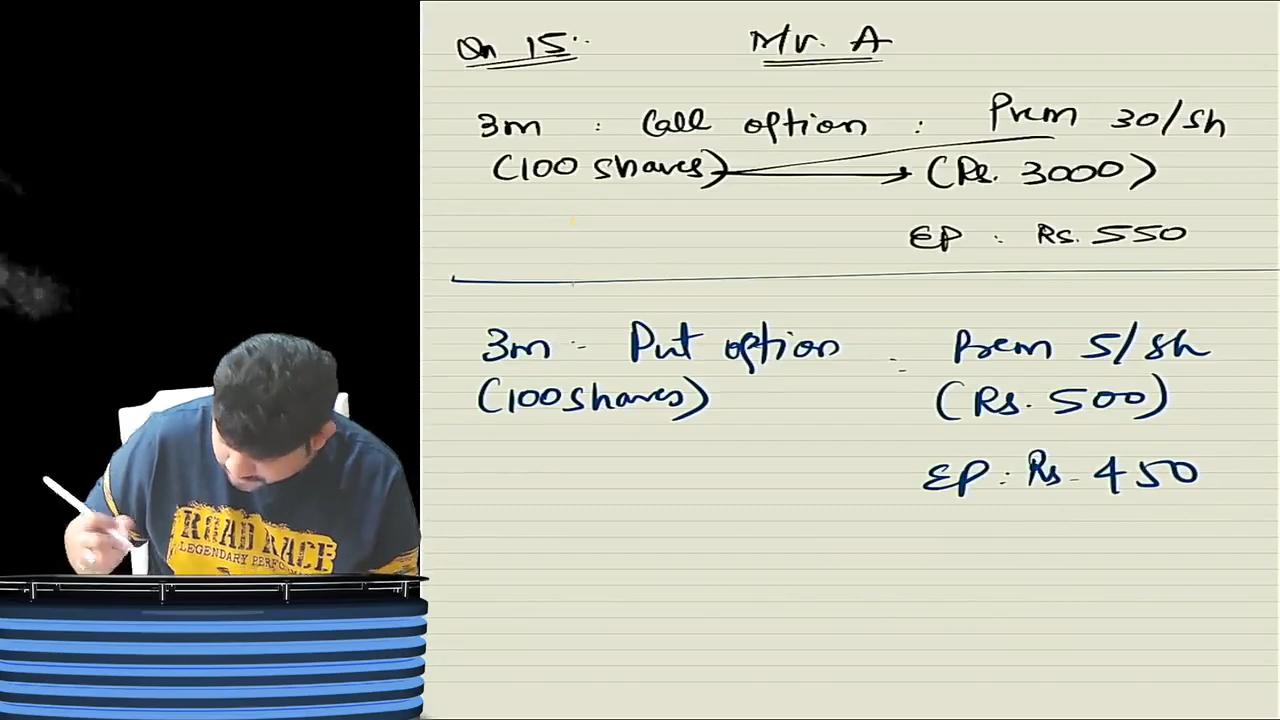 Qn 15:
Mr. A
3m : Call option : Prem 30/sh
(100 shares) (Rs. 3000)
EP : Rs. 550
3m - Put option - Prem 5/sh
(100 shares) (Rs. 500)
EP : Rs. 450
ROAD RACE
LEGENDARY PERFO